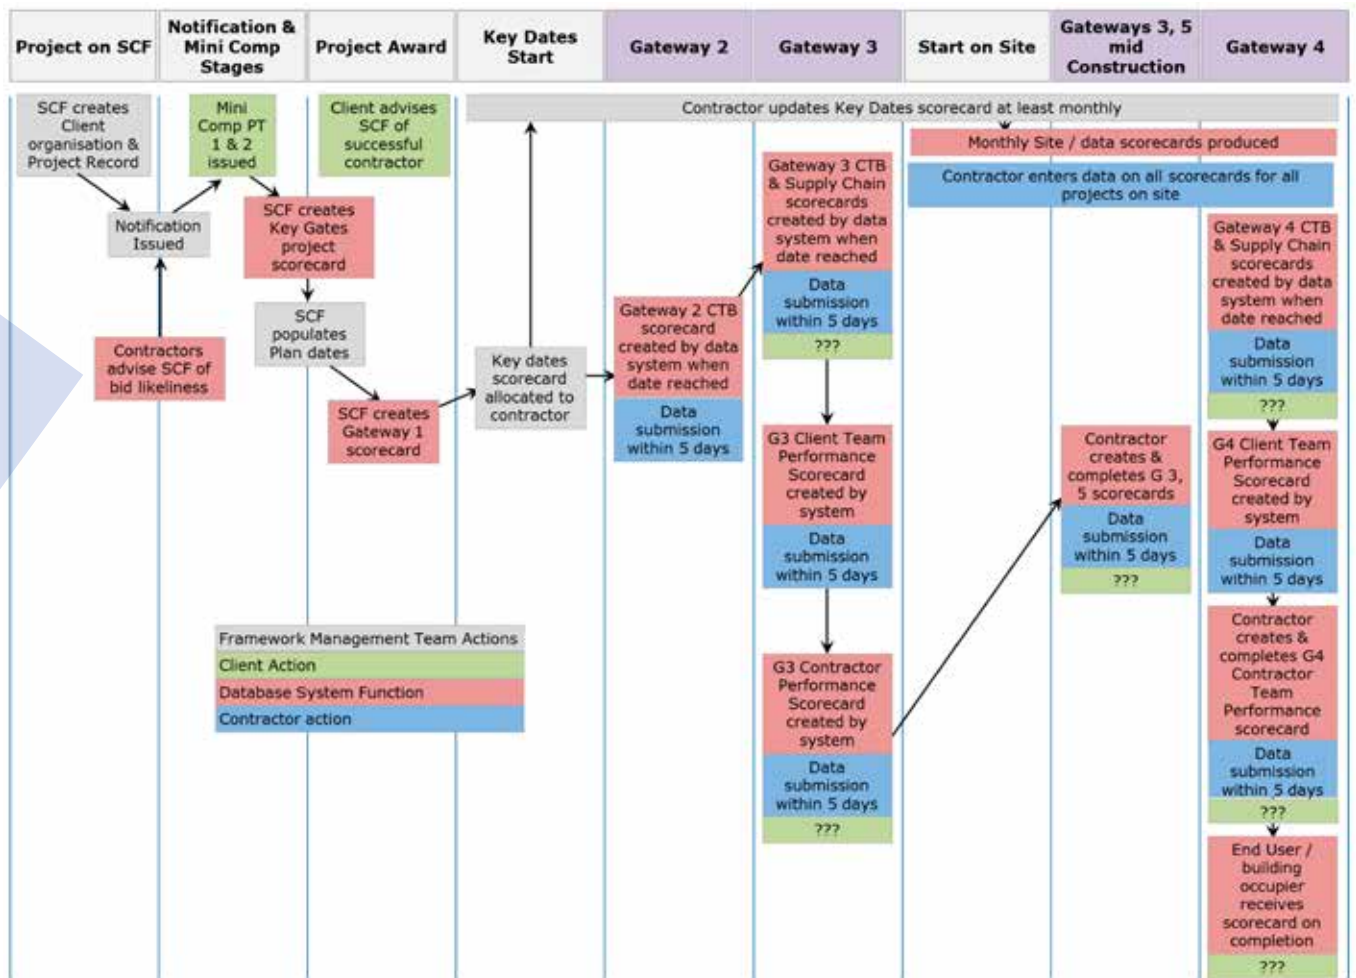 Project on SCF
Notification &
Mini Comp
Stages
Project Award
Key Dates
Start
Gateway 2
Gateway 3
Start on Site
Gateways 3, 5
mid
Construction
Gateway 4
SCF creates
Client
organisation &
Project Record
Notification
Issued
Contractors
advise SCF of
bid likeliness
Mini
Comp PT
1 & 2
issued
SCF creates
Key Gates
project
scorecard
SCF
populates
Plan dates
Client advises
SCF of
successful
contractor
SCF creates
Gateway 1
scorecard
Contractor updates Key Dates scorecard at least monthly
Key dates
scorecard
allocated to
contractor
Gateway 2 CTB
scorecard
created by data
system when
date reached
Data
submission
within 5 days
Gateway 3 CTB
& Supply Chain
scorecards
created by data
system when
date reached
Data
submission
within 5 days
???
G3 Client Team
Performance
Scorecard
created by
system
Data
submission
within 5 days
G3 Contractor
Performance
Scorecard
created by
system
Data
submission
within 5 days
???
Monthly Site / data scorecards produced
Contractor enters data on all scorecards for all
projects on site
Contractor
creates &
completes G 3,
5 scorecards
Data
submission
within 5 days
???
Gateway 4 CTB
& Supply Chain
scorecards
created by data
system when
date reached
Data
submission
within 5 days
???
G4 Client Team
Performance
Scorecard
created by
system
Data
submission
within 5 days
Contractor
creates &
completes G4
Contractor
Team
Performance
scorecard
Data
submission
within 5 days
???
End User /
building
occupier
receives
scorecard on
completion
???
Framework Management Team Actions
Client Action
Database System Function
Contractor action